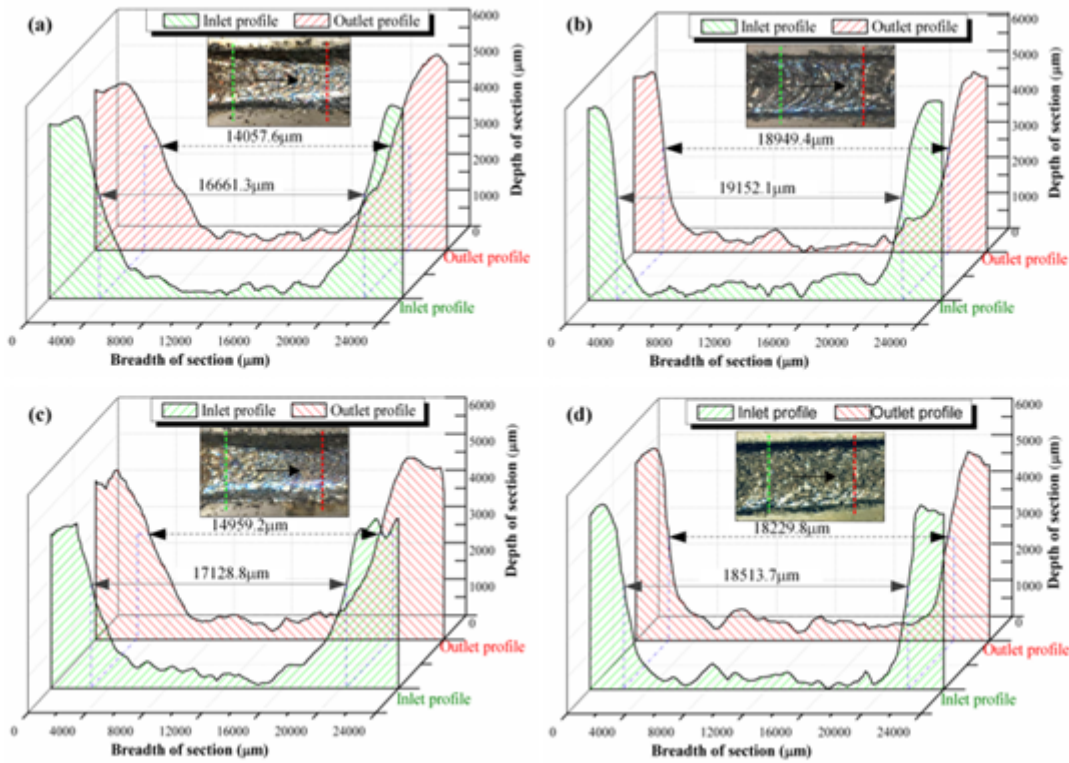 (a)
Inlet profile
Outlet profile
6000
5000
4000
3000
2000
1000
0
Depth of section (μm)
14057.6μm
16661.3μm
Outlet profile
Inlet profile
0
4000
8000
12000
16000
20000
24000
Breadth of section (μm)
(b)
Inlet profile
Outlet profile
6000
5000
4000
3000
2000
1000
0
Depth of section (μm)
18949.4μm
19152.1μm
Outlet profile
Inlet profile
0
4000
8000
12000
16000
20000
24000
Breadth of section (μm)
(c)
Inlet profile
Outlet profile
6000
5000
4000
3000
2000
1000
0
Depth of section (μm)
14959.2μm
17128.8μm
Outlet profile
Inlet profile
0
4000
8000
12000
16000
20000
24000
Breadth of section (μm)
(d)
Inlet profile
Outlet profile
6000
5000
4000
3000
2000
1000
0
Depth of section (μm)
18229.8μm
18513.7μm
Outlet profile
Inlet profile
0
4000
8000
12000
16000
20000
24000
Breadth of section (μm)